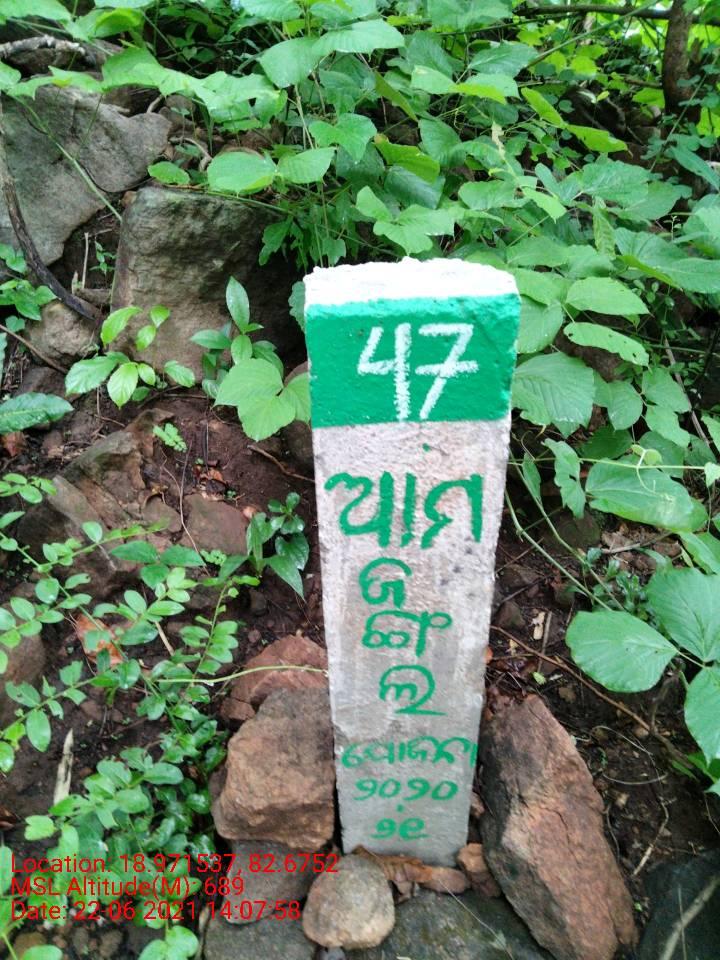 47
ଆମ
ଜ
ଙ୍ଗ
ଲ
ଯୋଜନା
୨୦୨୦
୨୧
Location: 18.971537, 82.6752
MSL Altitude(M): 689
Date: 22-06 2021 14:07:58